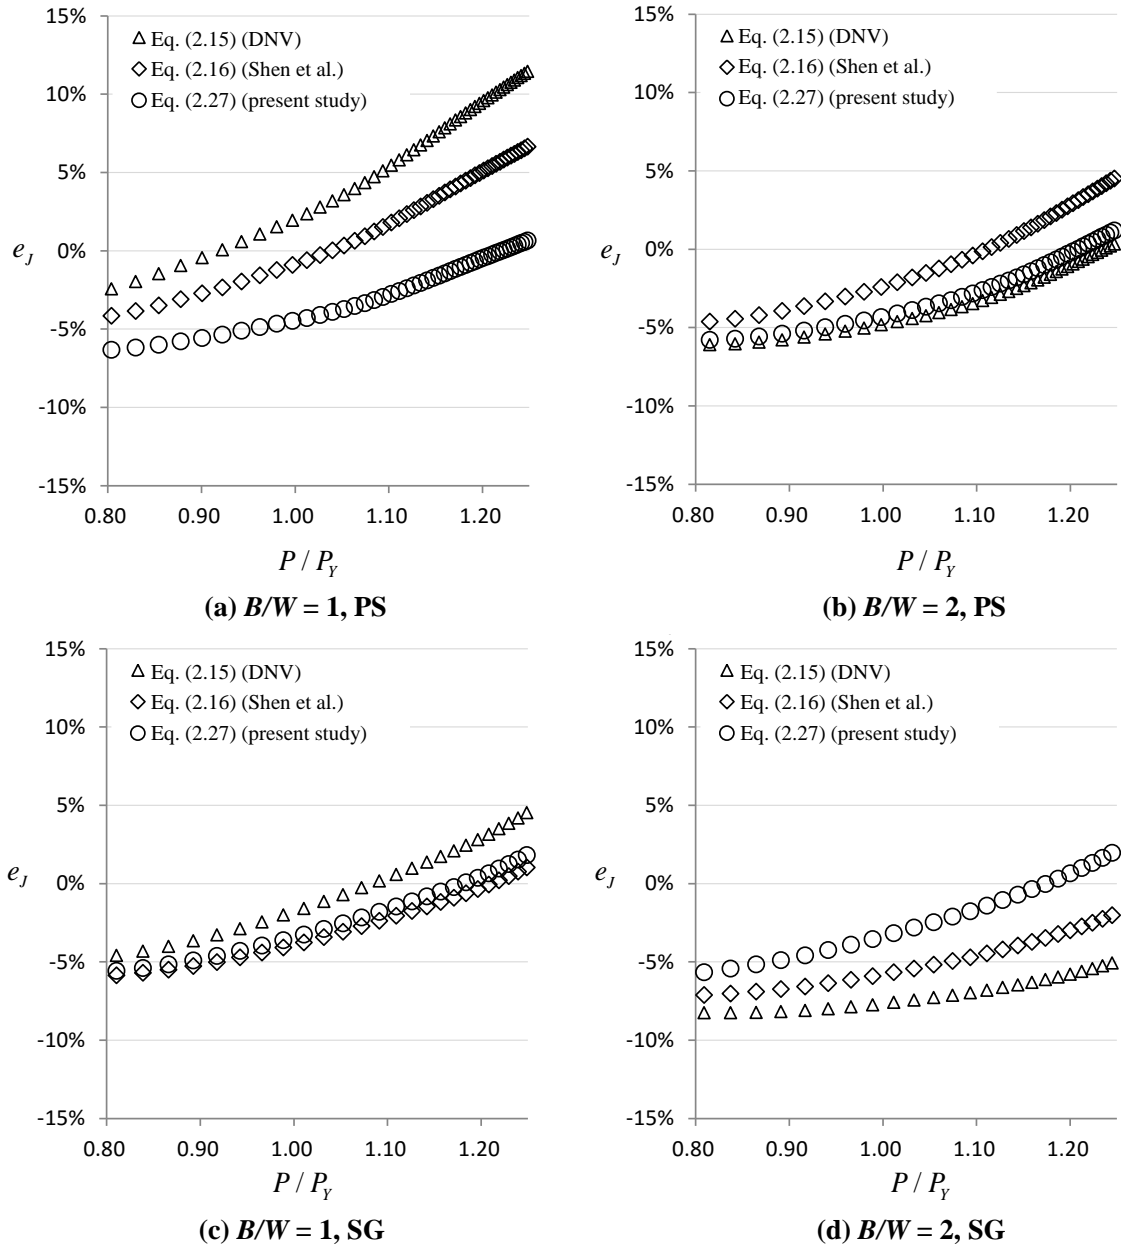 15%
10%
5%
0%
-5%
-10%
-15%
e_J
Eq. (2.15) (DNV)
Eq. (2.16) (Shen et al.)
Eq. (2.27) (present study)
0.80 0.90 1.00 1.10 1.20
P / P_Y
(a) B/W = 1, PS
15%
10%
5%
0%
-5%
-10%
-15%
e_J
Eq. (2.15) (DNV)
Eq. (2.16) (Shen et al.)
Eq. (2.27) (present study)
0.80 0.90 1.00 1.10 1.20
P / P_Y
(b) B/W = 2, PS
15%
10%
5%
0%
-5%
-10%
-15%
e_J
Eq. (2.15) (DNV)
Eq. (2.16) (Shen et al.)
Eq. (2.27) (present study)
0.80 0.90 1.00 1.10 1.20
P / P_Y
(c) B/W = 1, SG
15%
10%
5%
0%
-5%
-10%
-15%
e_J
Eq. (2.15) (DNV)
Eq. (2.16) (Shen et al.)
Eq. (2.27) (present study)
0.80 0.90 1.00 1.10 1.20
P / P_Y
(d) B/W = 2, SG